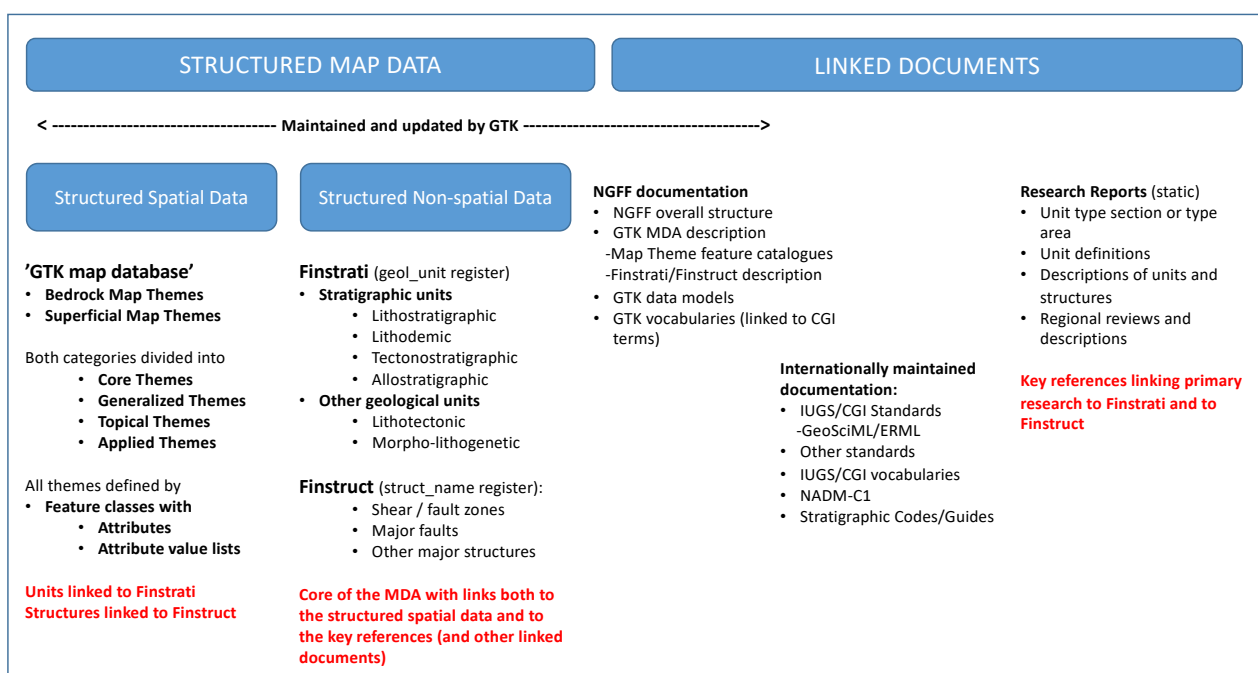 STRUCTURED MAP DATA
LINKED DOCUMENTS
< ------------------------------------- Maintained and updated by GTK -------------------------------------->
Structured Spatial Data
'GTK map database'
• Bedrock Map Themes
• Superficial Map Themes
Both categories divided into
• Core Themes
• Generalized Themes
• Topical Themes
• Applied Themes
All themes defined by
• Feature classes with
• Attributes
• Attribute value lists
Units linked to Finstrati
Structures linked to Finstruct
Structured Non-spatial Data
Finstrati (geol_unit register)
• Stratigraphic units
• Lithostratigraphic
• Lithodemic
• Tectonostratigraphic
• Allostratigraphic
• Other geological units
• Lithotectonic
• Morpho-lithogenetic
Finstruct (struct_name register):
• Shear / fault zones
• Major faults
• Other major structures
Core of the MDA with links both to
the structured spatial data and to
the key references (and other linked
documents)
NGFF documentation
• NGFF overall structure
• GTK MDA description
-Map Theme feature catalogues
-Finstrati/Finstruct description
• GTK data models
• GTK vocabularies (linked to CGI
terms)
Internationally maintained
documentation:
• IUGS/CGI Standards
-GeoSciML/ERML
• Other standards
• IUGS/CGI vocabularies
• NADM-C1
• Stratigraphic Codes/Guides
Research Reports (static)
• Unit type section or type
area
• Unit definitions
• Descriptions of units and
structures
• Regional reviews and
descriptions
Key references linking primary
research to Finstrati and to
Finstruct